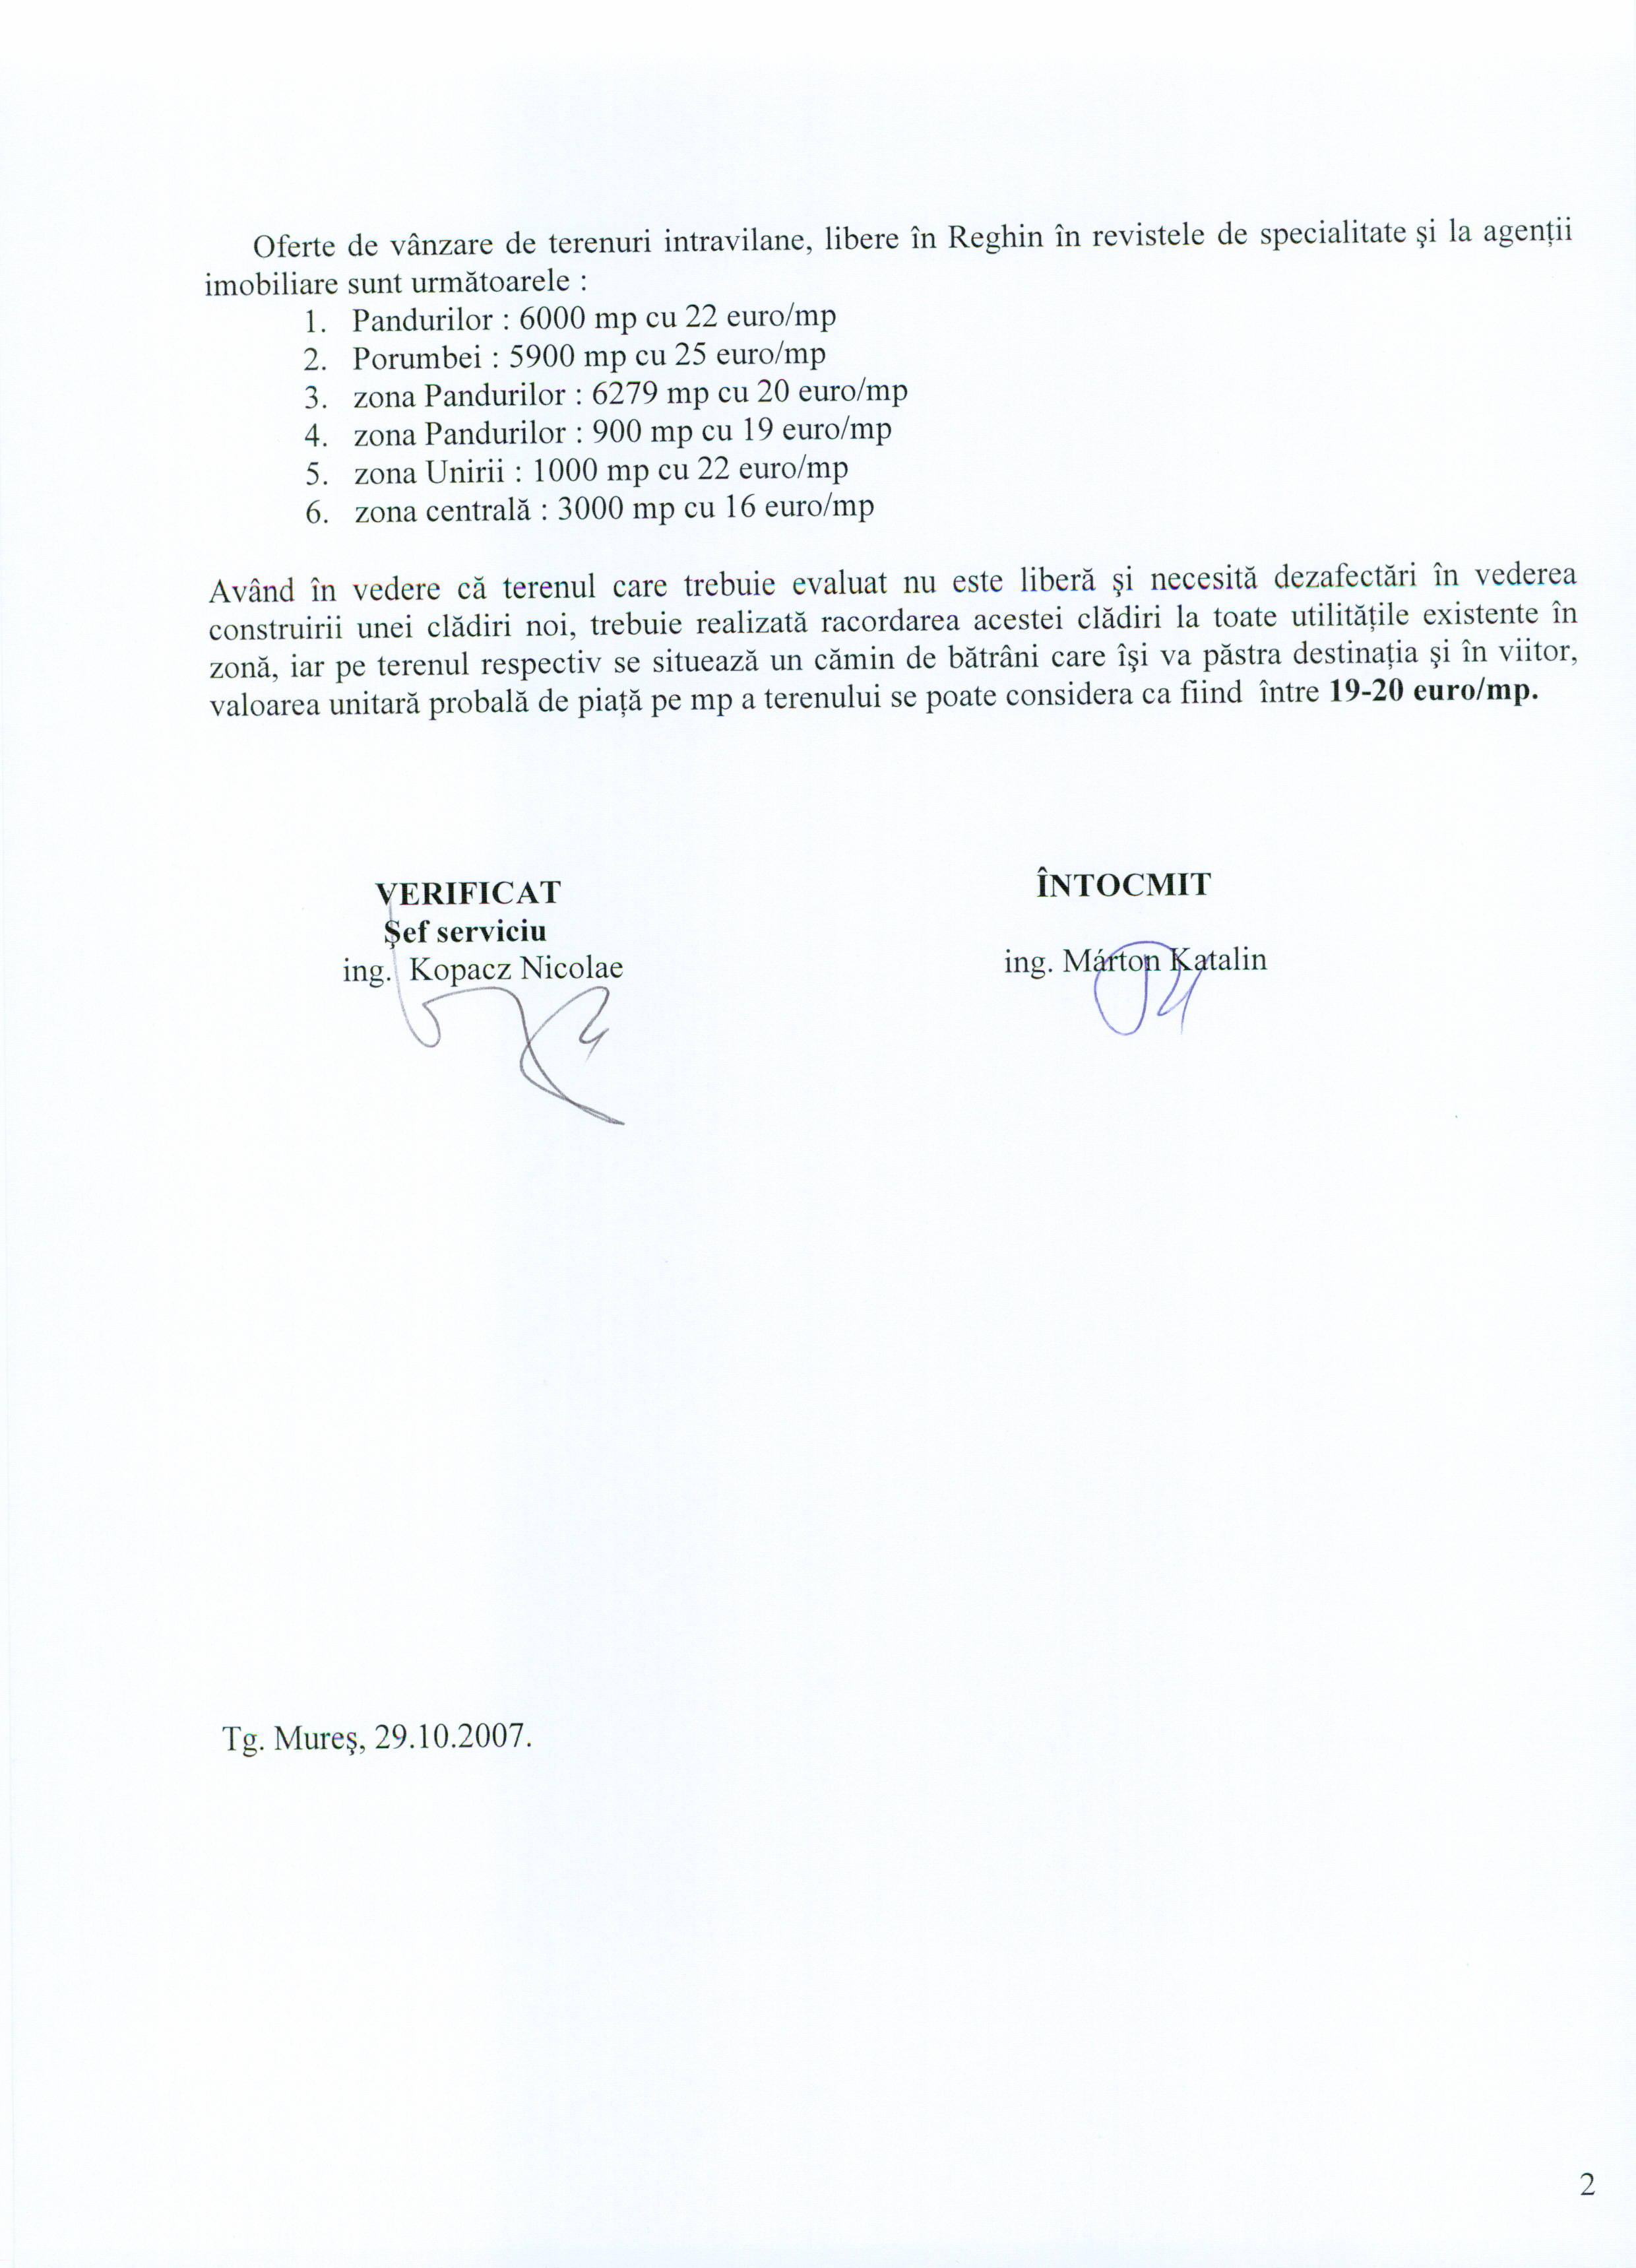 Oferte de vânzare de terenuri intravilane, libere în Reghin în revistele de specialitate şi la agenţii
imobiliare sunt următoarele :
1. Pandurilor : 6000 mp cu 22 euro/mp
2. Porumbei : 5900 mp cu 25 euro/mp
3. zona Pandurilor : 6279 mp cu 20 euro/mp
4. zona Pandurilor : 900 mp cu 19 euro/mp
5. zona Unirii : 1000 mp cu 22 euro/mp
6. zona centrală : 3000 mp cu 16 euro/mp
Având în vedere că terenul care trebuie evaluat nu este liberă şi necesită dezafectări în vederea
construirii unei clădiri noi, trebuie realizată racordarea acestei clădiri la toate utilităţile existente în
zonă, iar pe terenul respectiv se situează un cămin de bătrâni care îşi va păstra destinaţia şi în viitor,
valoarea unitară probală de piaţă pe mp a terenului se poate considera ca fiind între 19-20 euro/mp.
VERIFICAT
Şef serviciu
ing. Kopacz Nicolae
ÎNTOCMIT
ing. Márton Katalin
Tg. Mureş, 29.10.2007.
2